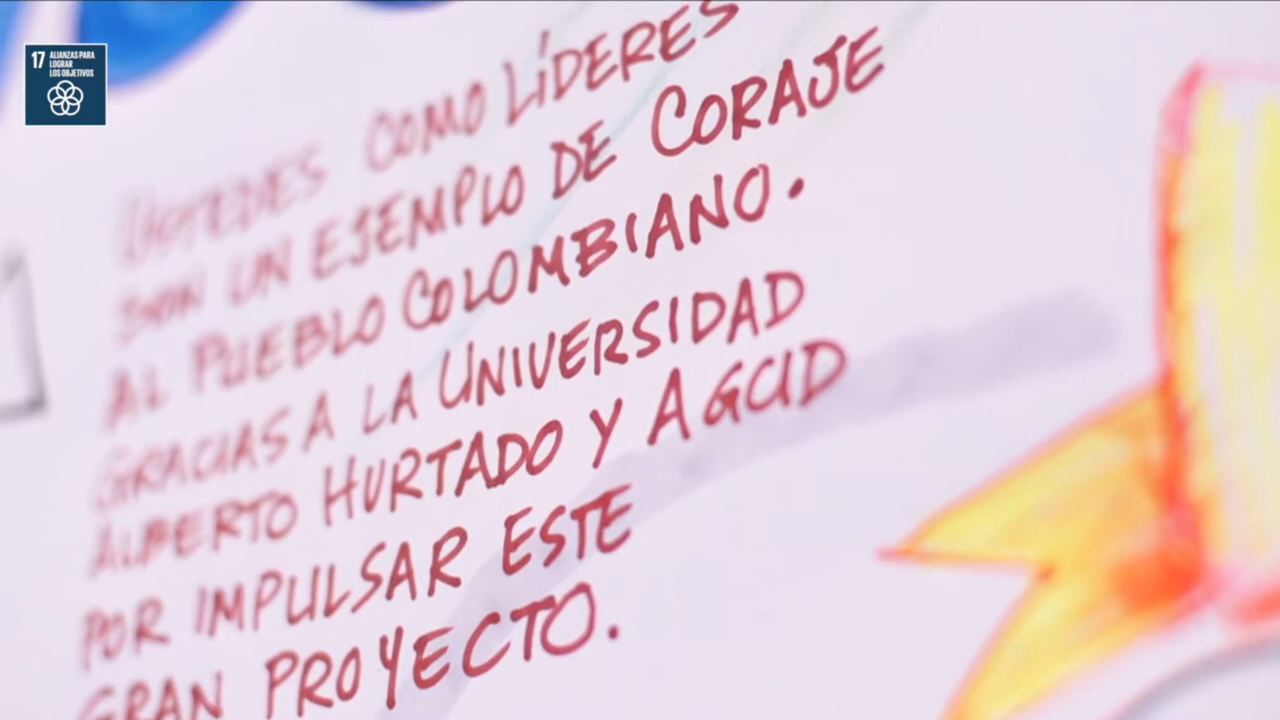 17 ALIANZAS PARA
LOGRAR
LOS OBJETIVOS
USTEDES COMO LÍDERES
SON UN EJEMPLO DE CORAJE
AL PUEBLO COLOMBIANO.
GRACIAS A LA UNIVERSIDAD
ALBERTO HURTADO Y AGCID
POR IMPULSAR ESTE
GRAN PROYECTO.